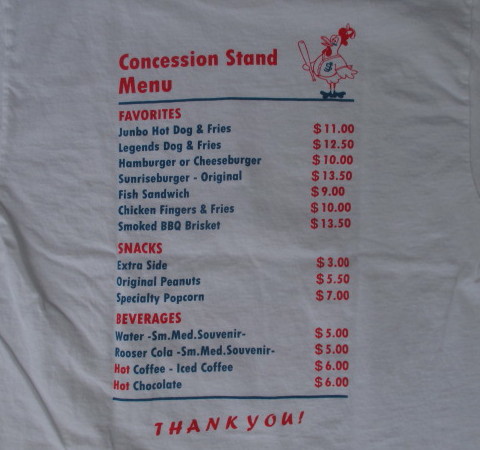 Concession Stand
Menu
FAVORITES
Junbo Hot Dog & Fries $11.00
Legends Dog & Fries $12.50
Hamburger or Cheeseburger $10.00
Sunriseburger - Original $13.50
Fish Sandwich $9.00
Chicken Fingers & Fries $10.00
Smoked BBQ Brisket $13.50
SNACKS
Extra Side $3.00
Original Peanuts $5.50
Specialty Popcorn $7.00
BEVERAGES
Water -Sm.Med.Souvenir- $5.00
Rooser Cola -Sm.Med.Souvenir- $5.00
Hot Coffee - Iced Coffee $6.00
Hot Chocolate $6.00
THANK YOU!